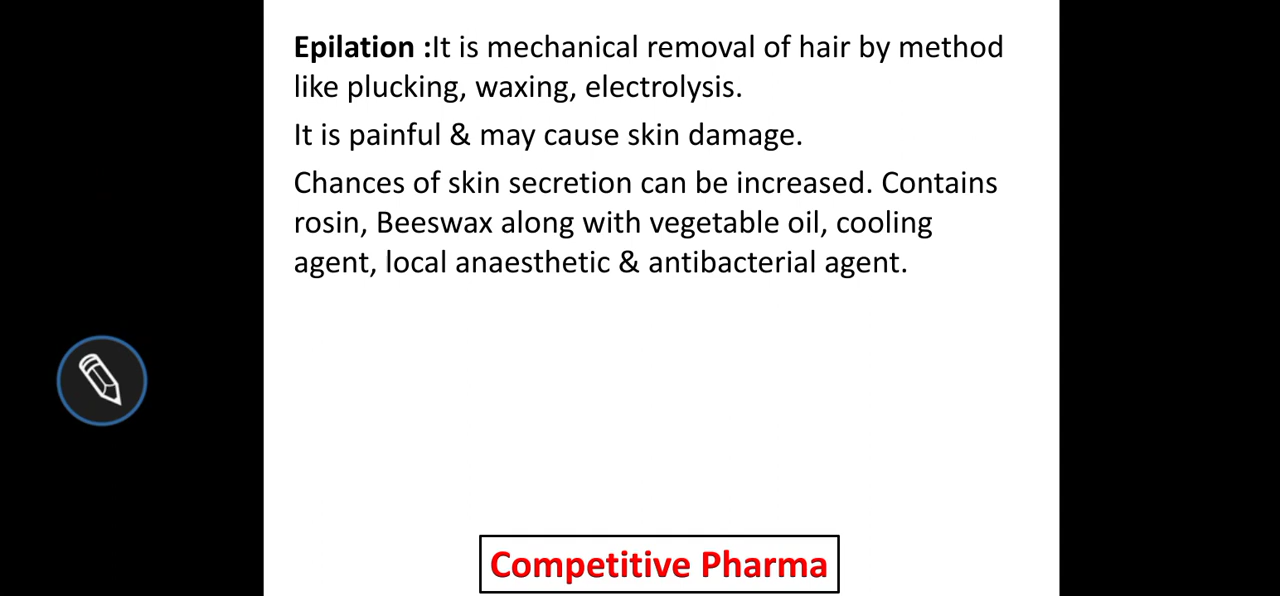 Epilation :It is mechanical removal of hair by method
like plucking, waxing, electrolysis.
It is painful & may cause skin damage.
Chances of skin secretion can be increased. Contains
rosin, Beeswax along with vegetable oil, cooling
agent, local anaesthetic & antibacterial agent.
Competitive Pharma